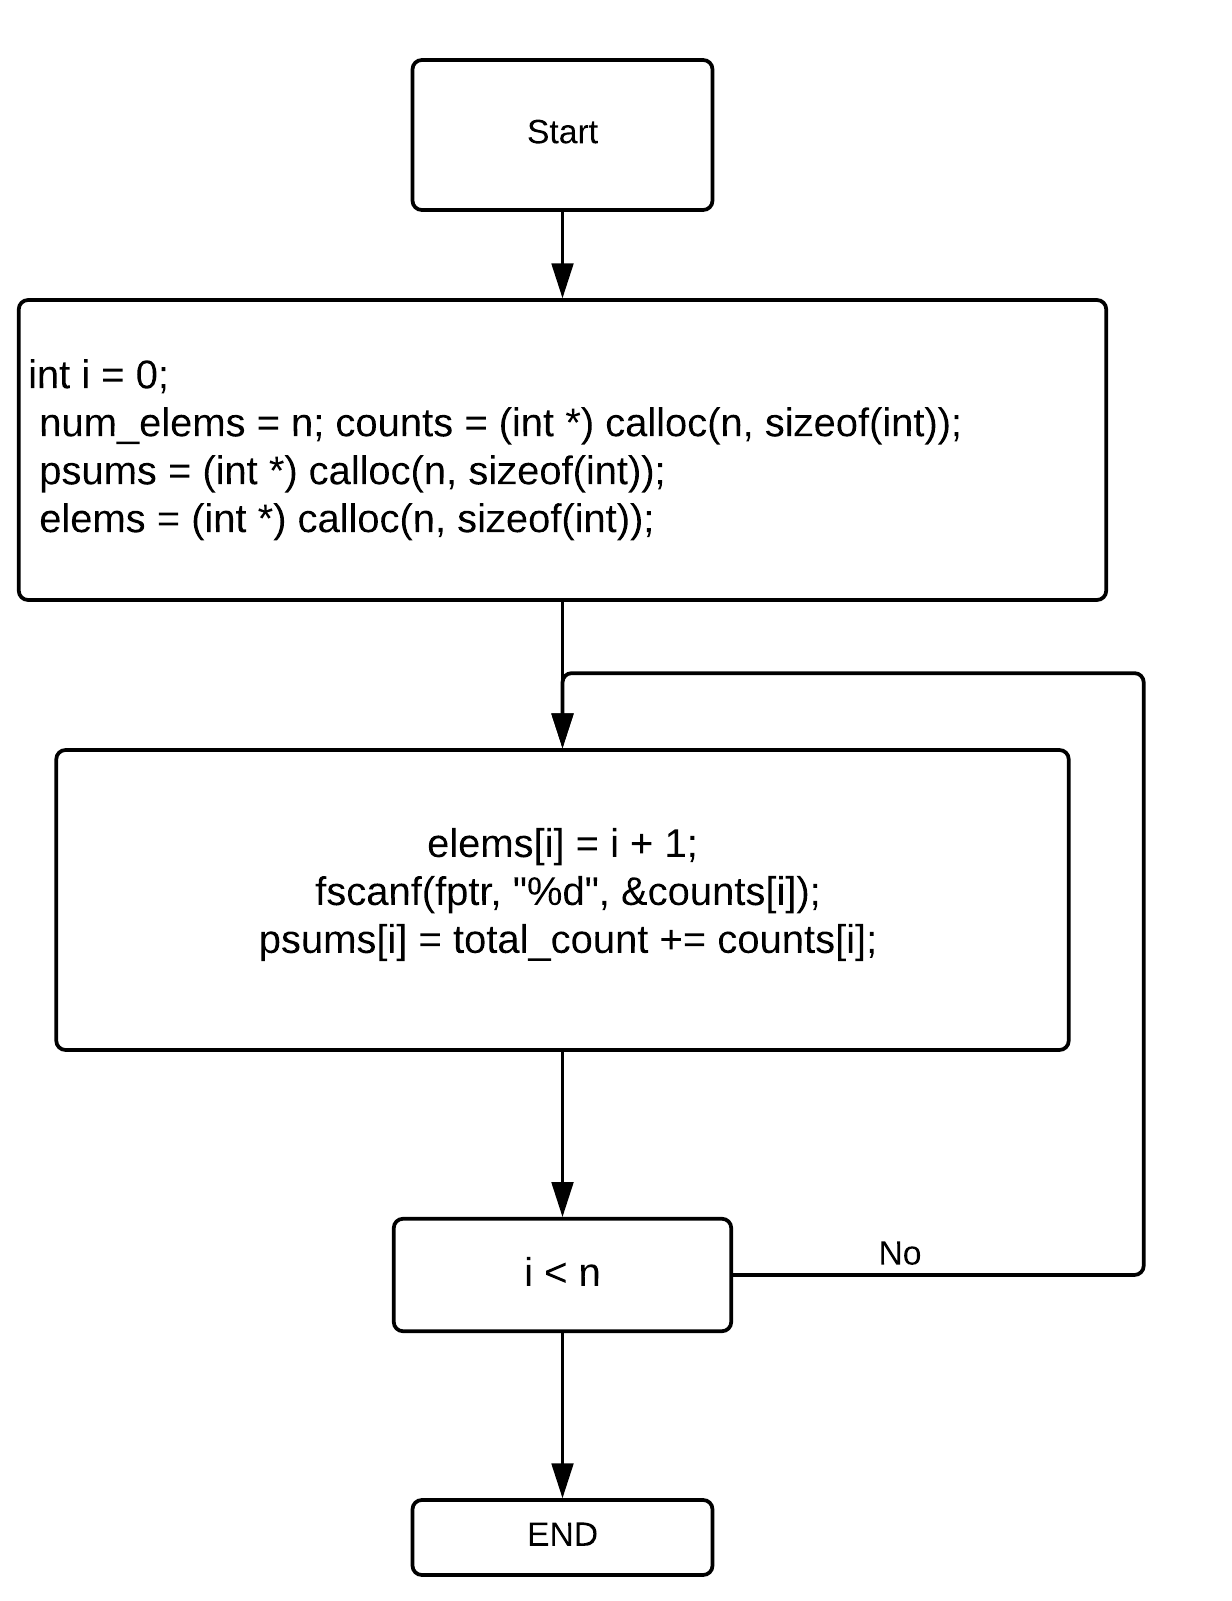 Start
int i = 0;
num_elems = n; counts = (int *) calloc(n, sizeof(int));
psums = (int *) calloc(n, sizeof(int));
elems = (int *) calloc(n, sizeof(int));
elems[i] = i + 1;
fscanf(fptr, "%d", &counts[i]);
psums[i] = total_count += counts[i];
i < n
No
END